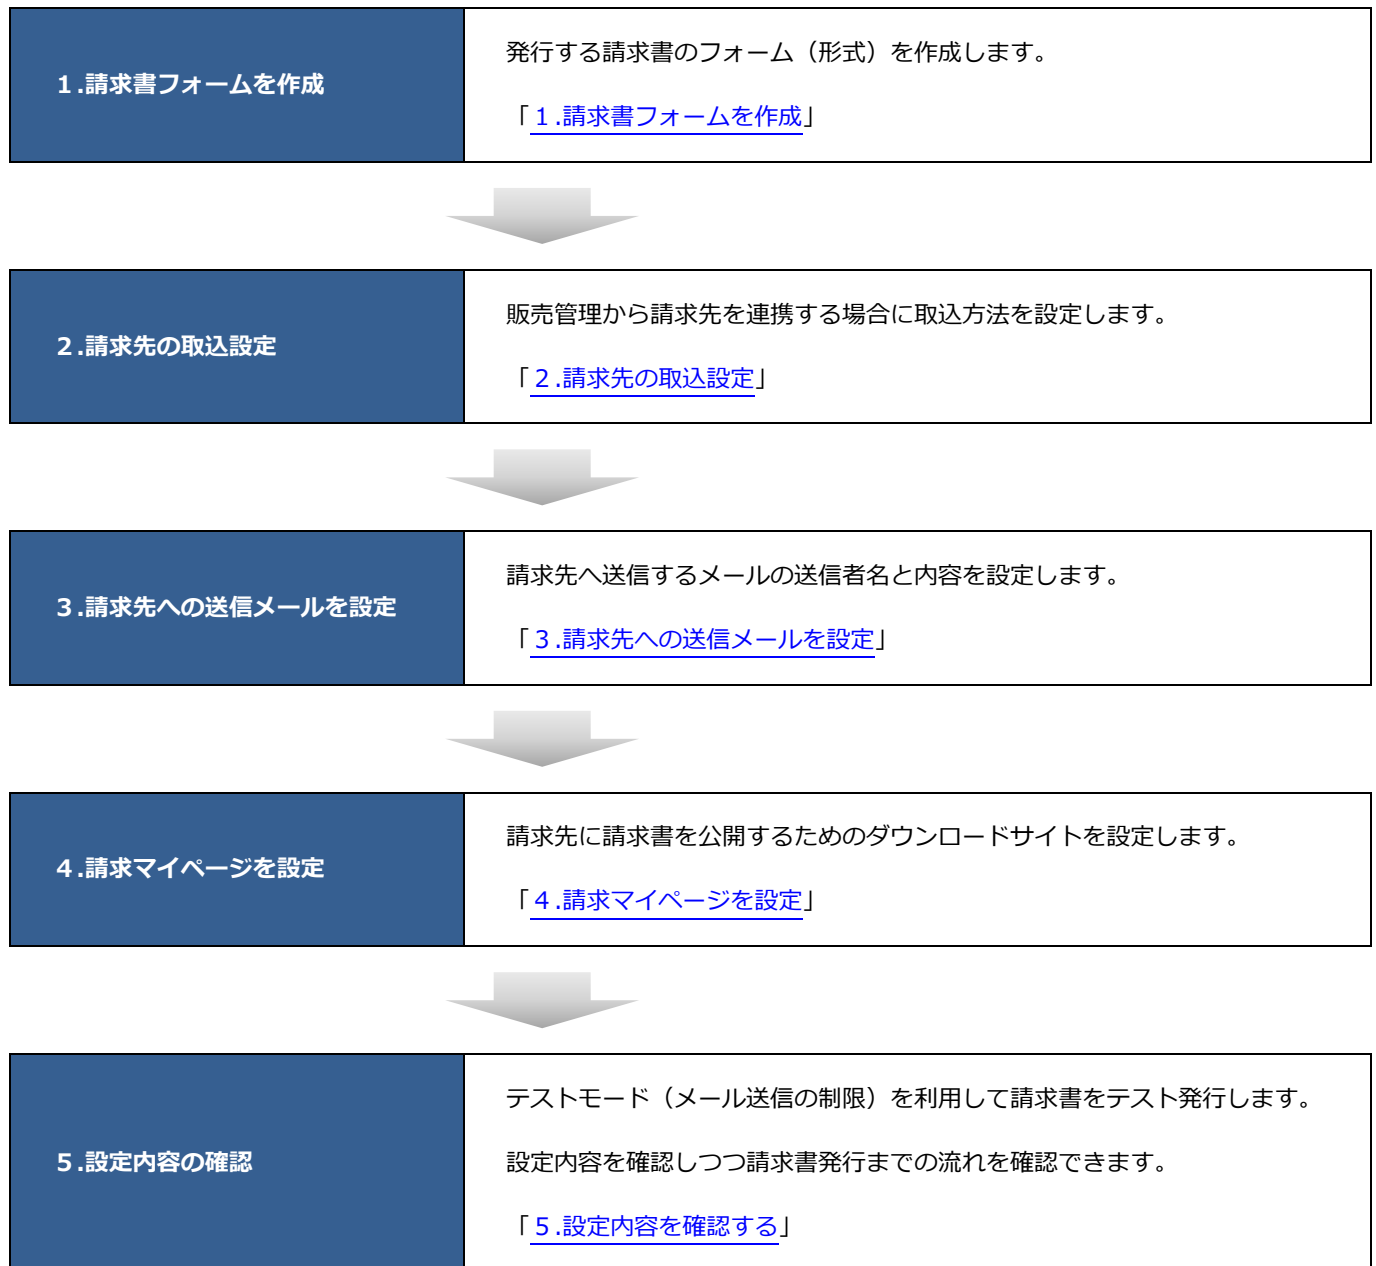 １.請求書フォームを作成
発行する請求書のフォーム（形式）を作成します。
「１.請求書フォームを作成」
２.請求先の取込設定
販売管理から請求先を連携する場合に取込方法を設定します。
「２.請求先の取込設定」
３.請求先への送信メールを設定
請求先へ送信するメールの送信者名と内容を設定します。
「３.請求先への送信メールを設定」
４.請求マイページを設定
請求先に請求書を公開するためのダウンロードサイトを設定します。
「４.請求マイページを設定」
５.設定内容の確認
テストモード（メール送信の制限）を利用して請求書をテスト発行します。
設定内容を確認しつつ請求書発行までの流れを確認できます。
「５.設定内容を確認する」